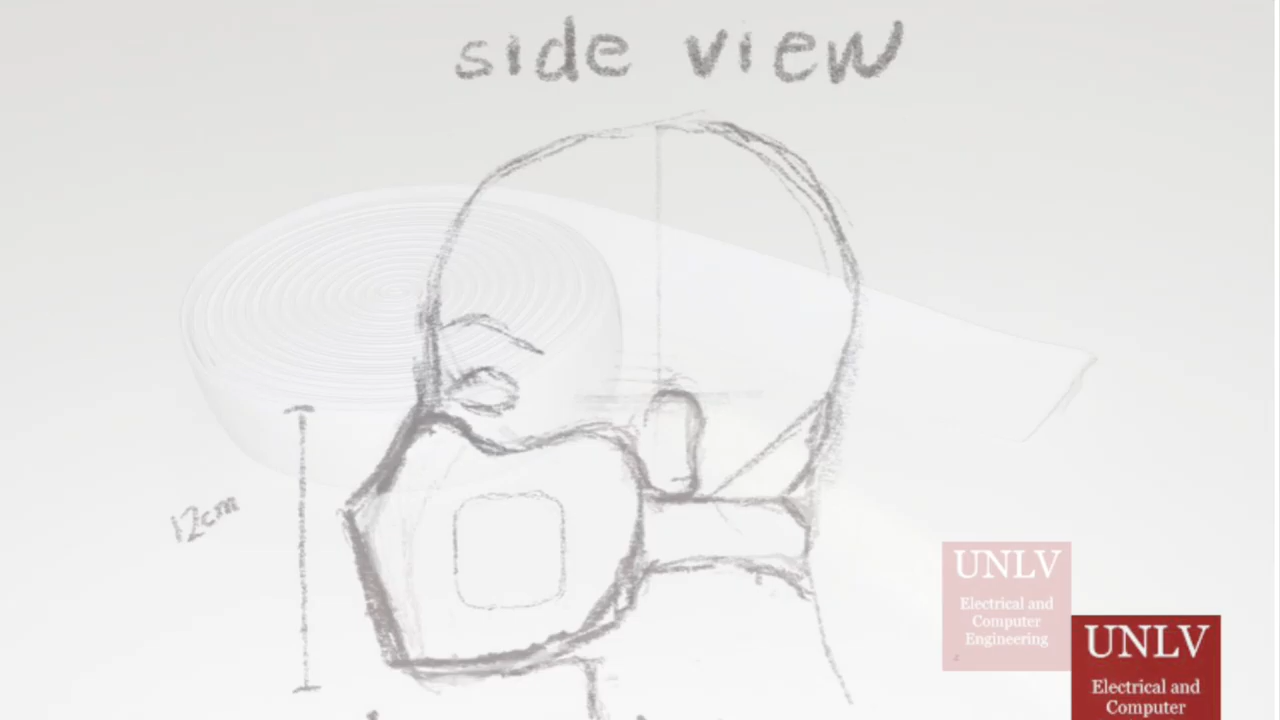 side view
12cm
UNLV
Electrical and
Computer
Engineering
UNLV
Electrical and
Computer